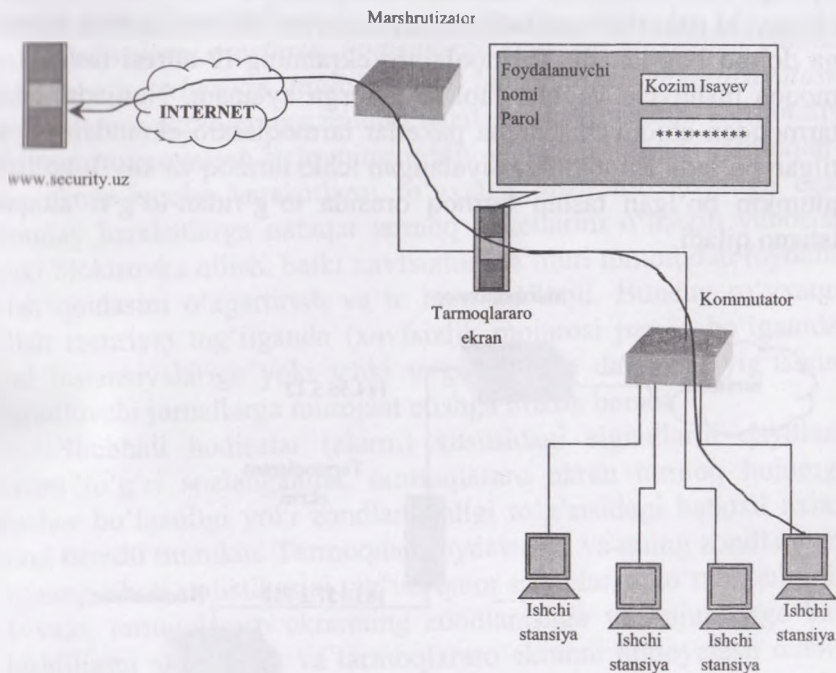 Marshrutizator
Foydalanuvchi
nomi
Parol
Kozim Isayev
**********
INTERNET
www.security.uz
Tarmoqlararo
ekran
Kommutator
Ishchi
stansiya
Ishchi
stansiya
Ishchi
stansiya
Ishchi
stansiya